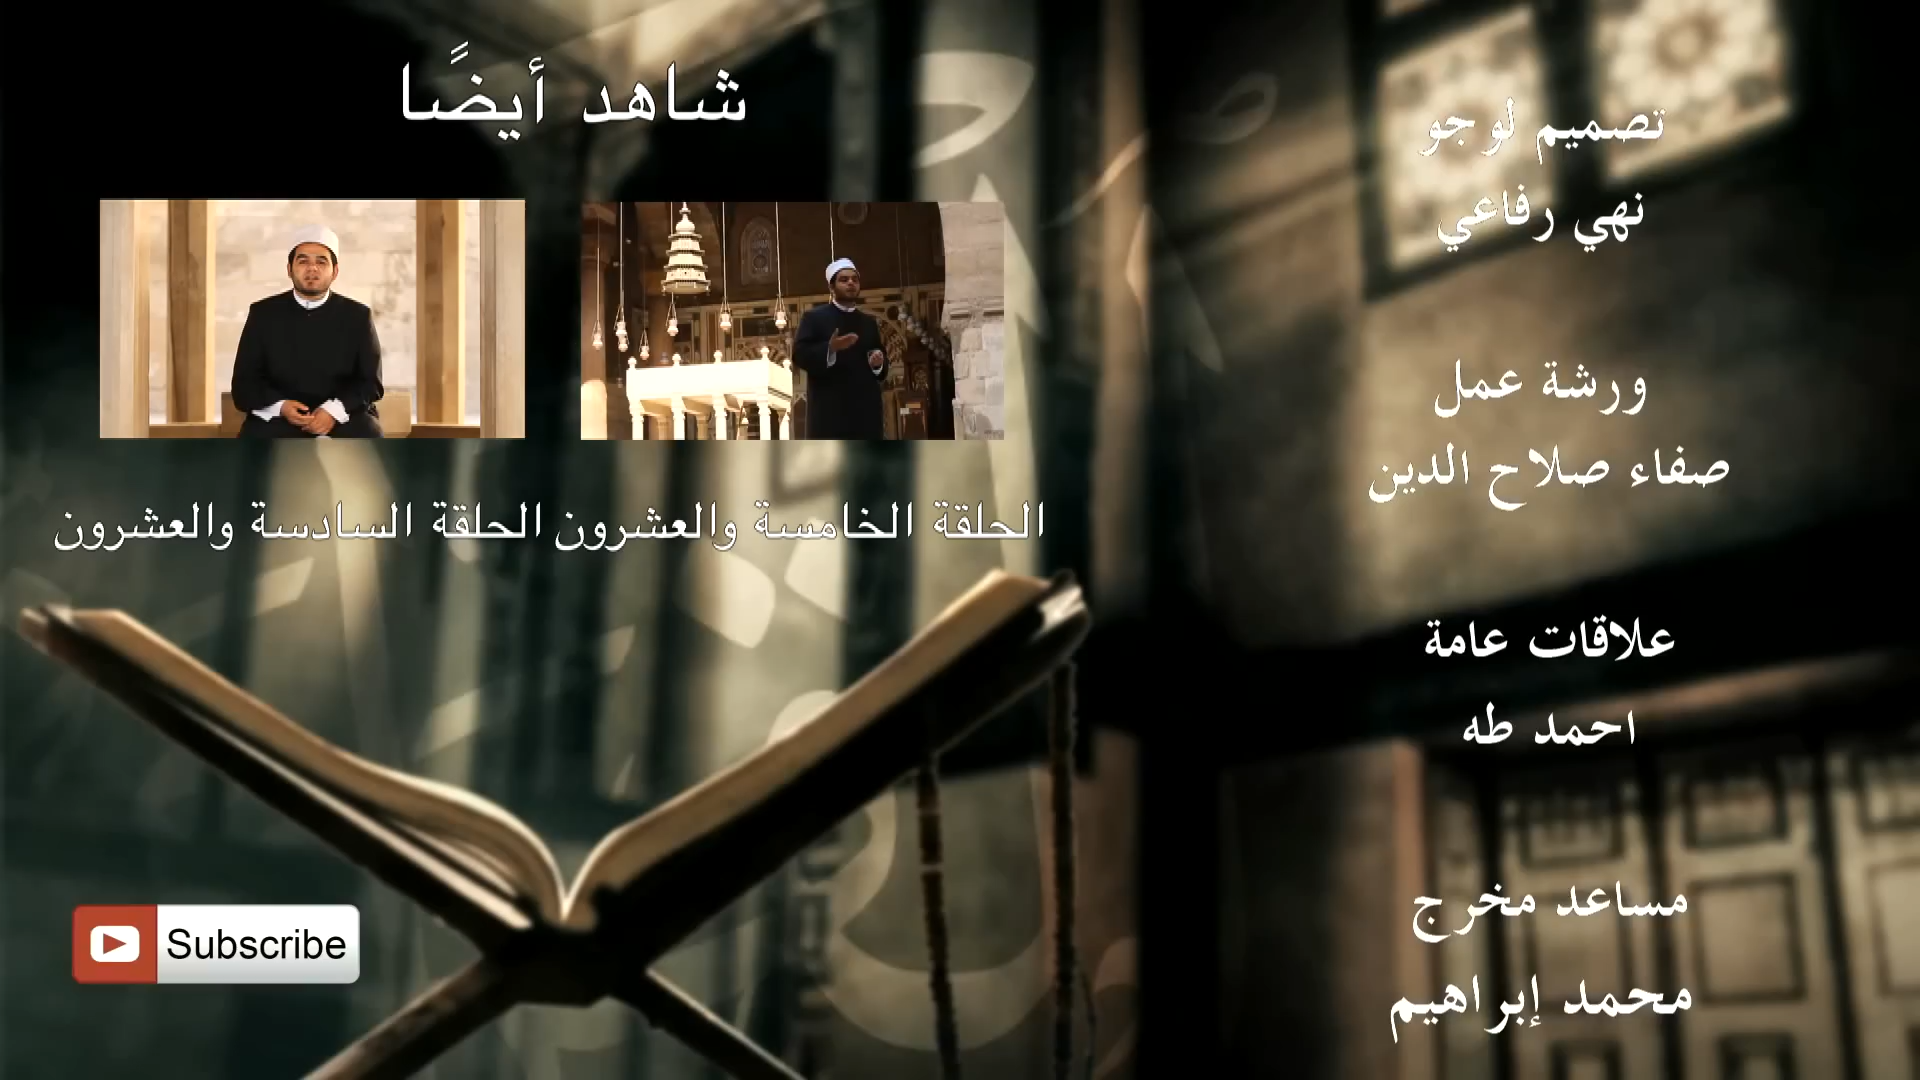 شاهد أيضًا
الحلقة الخامسة والعشرون
الحلقة السادسة والعشرون
Subscribe
تصميم لوجو
نهي رفاعي
ورشة عمل
صفاء صلاح الدين
علاقات عامة
احمد طه
مساعد مخرج
محمد إبراهيم